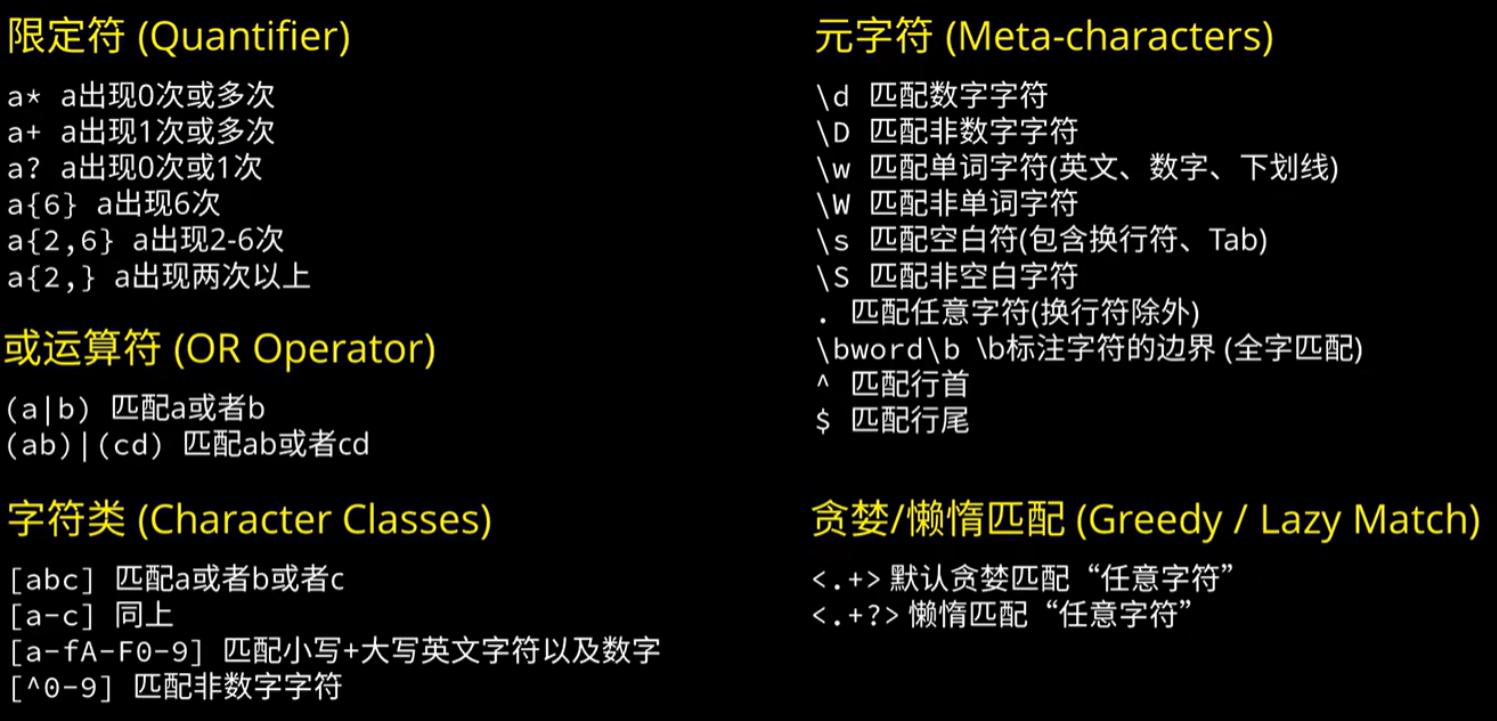 限定符 (Quantifier)
a* a出现0次或多次
a+ a出现1次或多次
a? a出现0次或1次
a{6} a出现6次
a{2,6} a出现2-6次
a{2,} a出现两次以上
或运算符 (OR Operator)
(a|b) 匹配a或者b
(ab)|(cd) 匹配ab或者cd
字符类 (Character Classes)
[abc] 匹配a或者b或者c
[a-c] 同上
[a-fA-F0-9] 匹配小写+大写英文字符以及数字
[^0-9] 匹配非数字字符
元字符 (Meta-characters)
\d 匹配数字字符
\D 匹配非数字字符
\w 匹配单词字符(英文、数字、下划线)
\W 匹配非单词字符
\s 匹配空白符(包含换行符、Tab)
\S 匹配非空白字符
. 匹配任意字符(换行符除外)
\bword\b \b标注字符的边界 (全字匹配)
^ 匹配行首
$ 匹配行尾
贪婪/懒惰匹配 (Greedy / Lazy Match)
<.+> 默认贪婪匹配“任意字符”
<.+?> 懒惰匹配“任意字符”